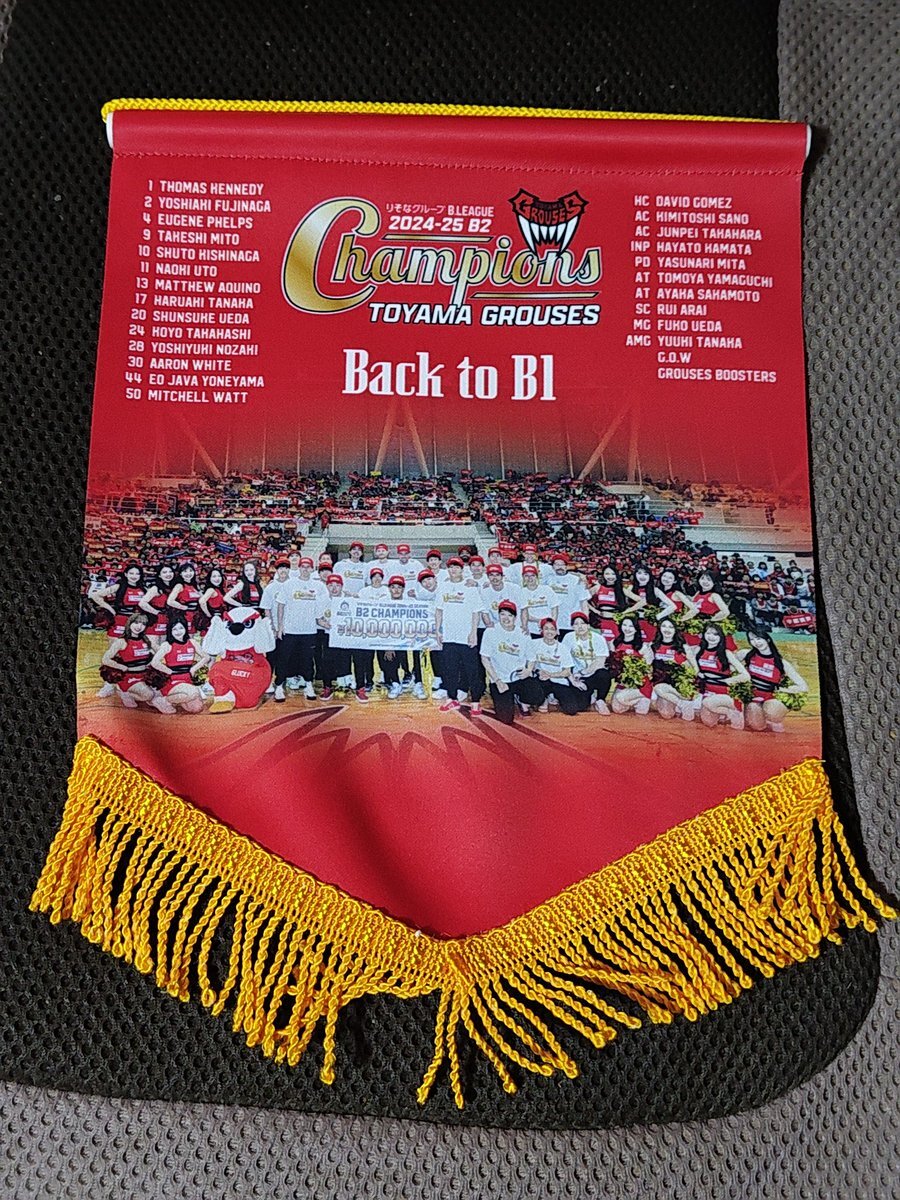 1 THOMAS HENNEDY
2 YOSHIAKI FUJINAGA
4 EUGENE PHELPS
9 TAKESHI MITO
10 SHUTO KISHINAGA
11 NAOKI UTO
13 MATTHEW AQUINO
17 HARUAKI TANAKA
20 SHUNSUKE UEDA
24 KOYO TAKAHASHI
28 YOSHIYUKI NOZAKI
30 AARON WHITE
44 EO JAVA YONEYAMA
50 MITCHELL WATT
りそなグループ B.LEAGUE
2024-25 B2
GROUSES
Champions
TOYAMA GROUSES
Back to B1
HC DAVID GOMEZ
AC KIMITOSHI SANO
AC JUNPEI TAKAHARA
INP HAYATO KAMATA
PD YASUNARI MITA
AT TOMOYA YAMAGUCHI
AT AYAKA SAKAMOTO
SC RUI ARAI
MG FUKO UEDA
AMG YUUKI TANAKA
G.O.W
GROUSES BOOSTERS
B2 CHAMPIONS